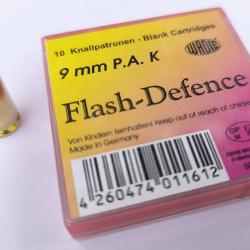 10 Knallpatronen - Blank Cartridges
WADIE
9 mm P.A. K
Flash-Defence
Von Kindern fernhalten! Keep out of reach of
Made in Germany
CIP
M
4 260474 011612